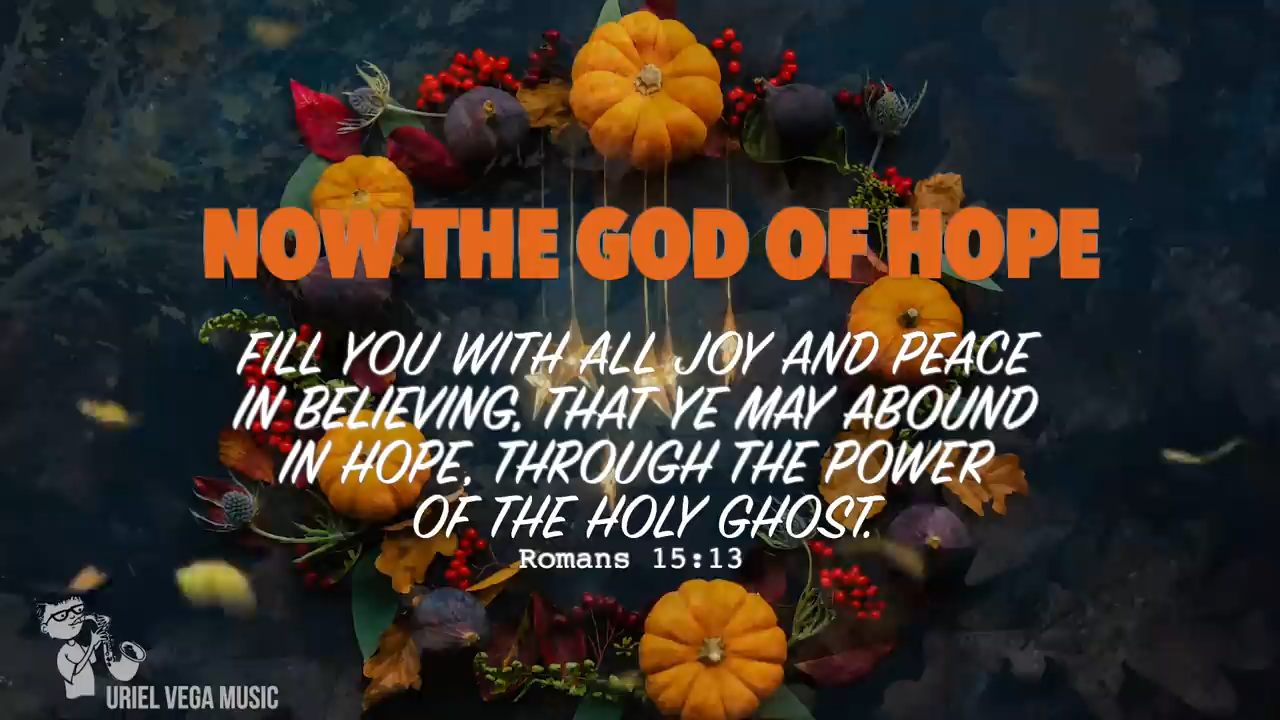 NOW THE GOD OF HOPE
FILL YOU WITH ALL JOY AND PEACE
IN BELIEVING, THAT YE MAY ABOUND
IN HOPE, THROUGH THE POWER
OF THE HOLY GHOST.
Romans 15:13
URIEL VEGA MUSIC